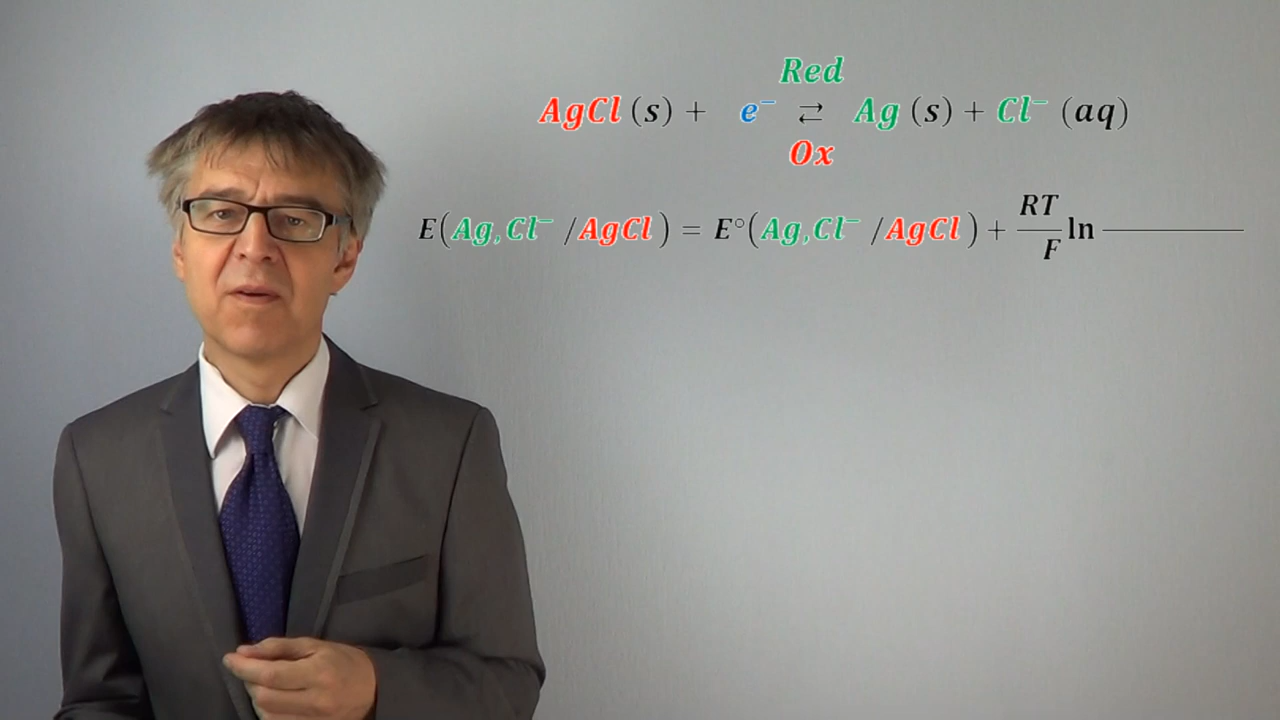 Red
AgCl (s) + e⁻ ⇄ Ag (s) + Cl⁻ (aq)
Ox
E(Ag, Cl⁻ /AgCl ) = E°(Ag, Cl⁻ /AgCl ) + RT/F ln